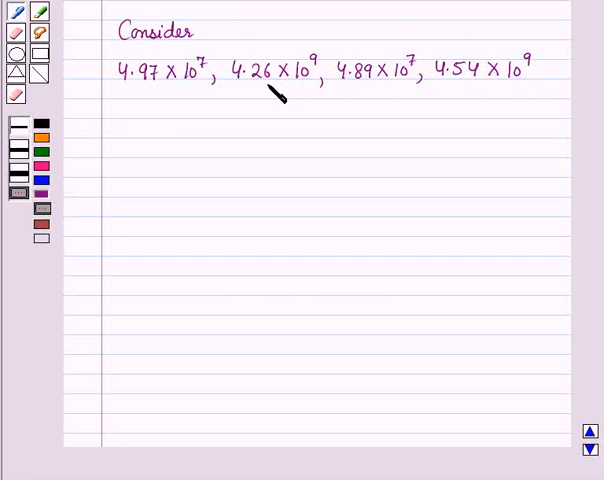 Consider
4.97 × 10⁷, 4.26 × 10⁹, 4.89 × 10⁷, 4.54 × 10⁹